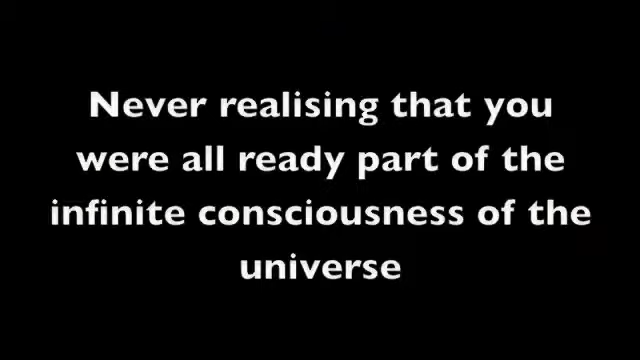 Never realising that you
were all ready part of the
infinite consciousness of the
universe